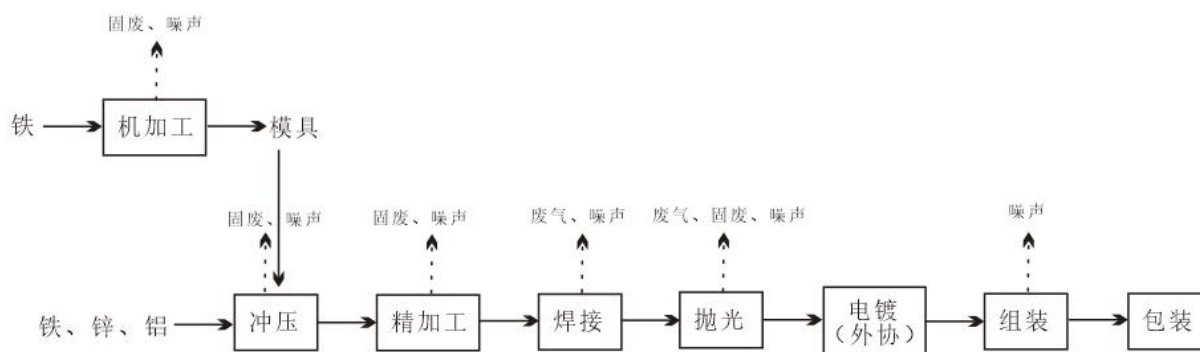 固废、噪声
铁
机加工
模具
固废、噪声
固废、噪声
废气、噪声
废气、固废、噪声
噪声
铁、锌、铝
冲压
精加工
焊接
抛光
电镀
（外协）
组装
包装